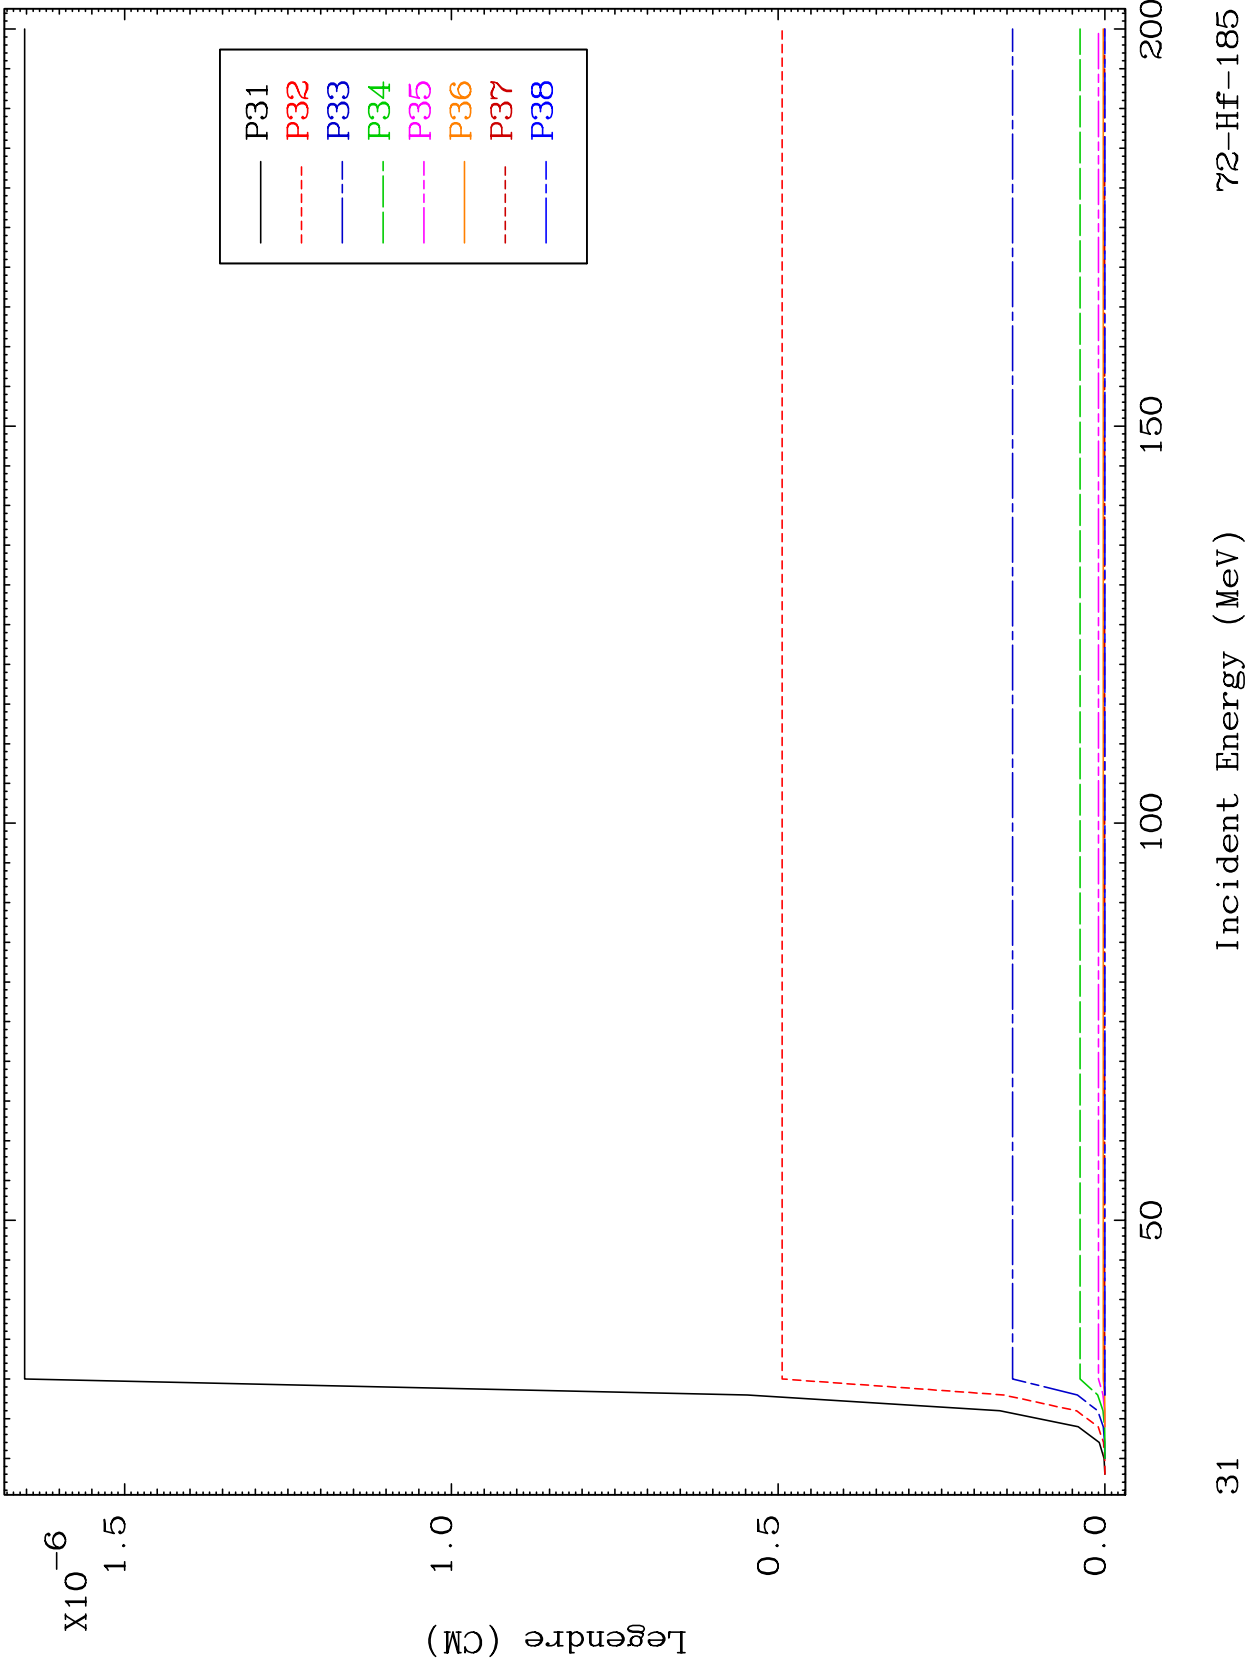 X10-6
1.5
1.0
0.5
0.0
Legendre (CM)
P31
P32
P33
P34
P35
P36
P37
P38
50
100
150
200
31
Incident Energy (MeV)
72-Hf-185